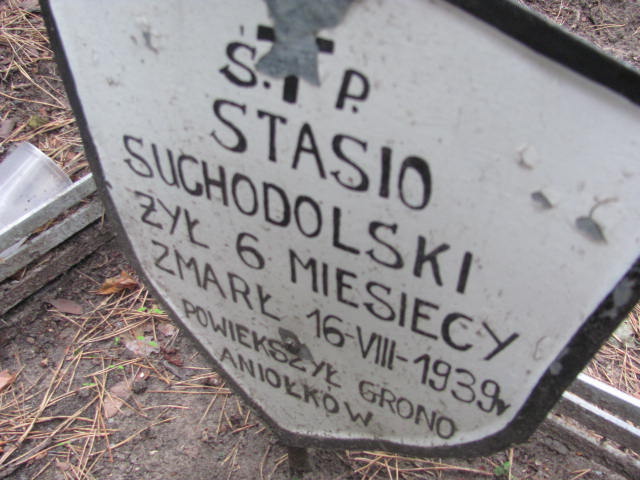 Ś. P.
STASIO
SUCHODOLSKI
ŻYŁ 6 MIESIECY
ZMARŁ 16-VIII-1939r
POWIEKSZYŁ GRONO
ANIOŁKÓW